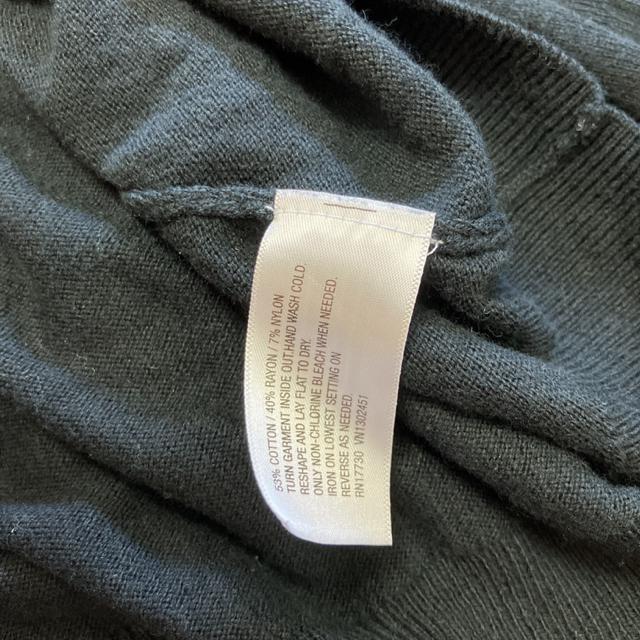 53% COTTON / 40% RAYON / 7% NYLON
TURN GARMENT INSIDE OUT.HAND WASH COLD.
RESHAPE AND LAY FLAT TO DRY.
ONLY NON-CHLORINE BLEACH WHEN NEEDED.
IRON ON LOWEST SETTING ON
REVERSE AS NEEDED.
RN17730 VN1302451